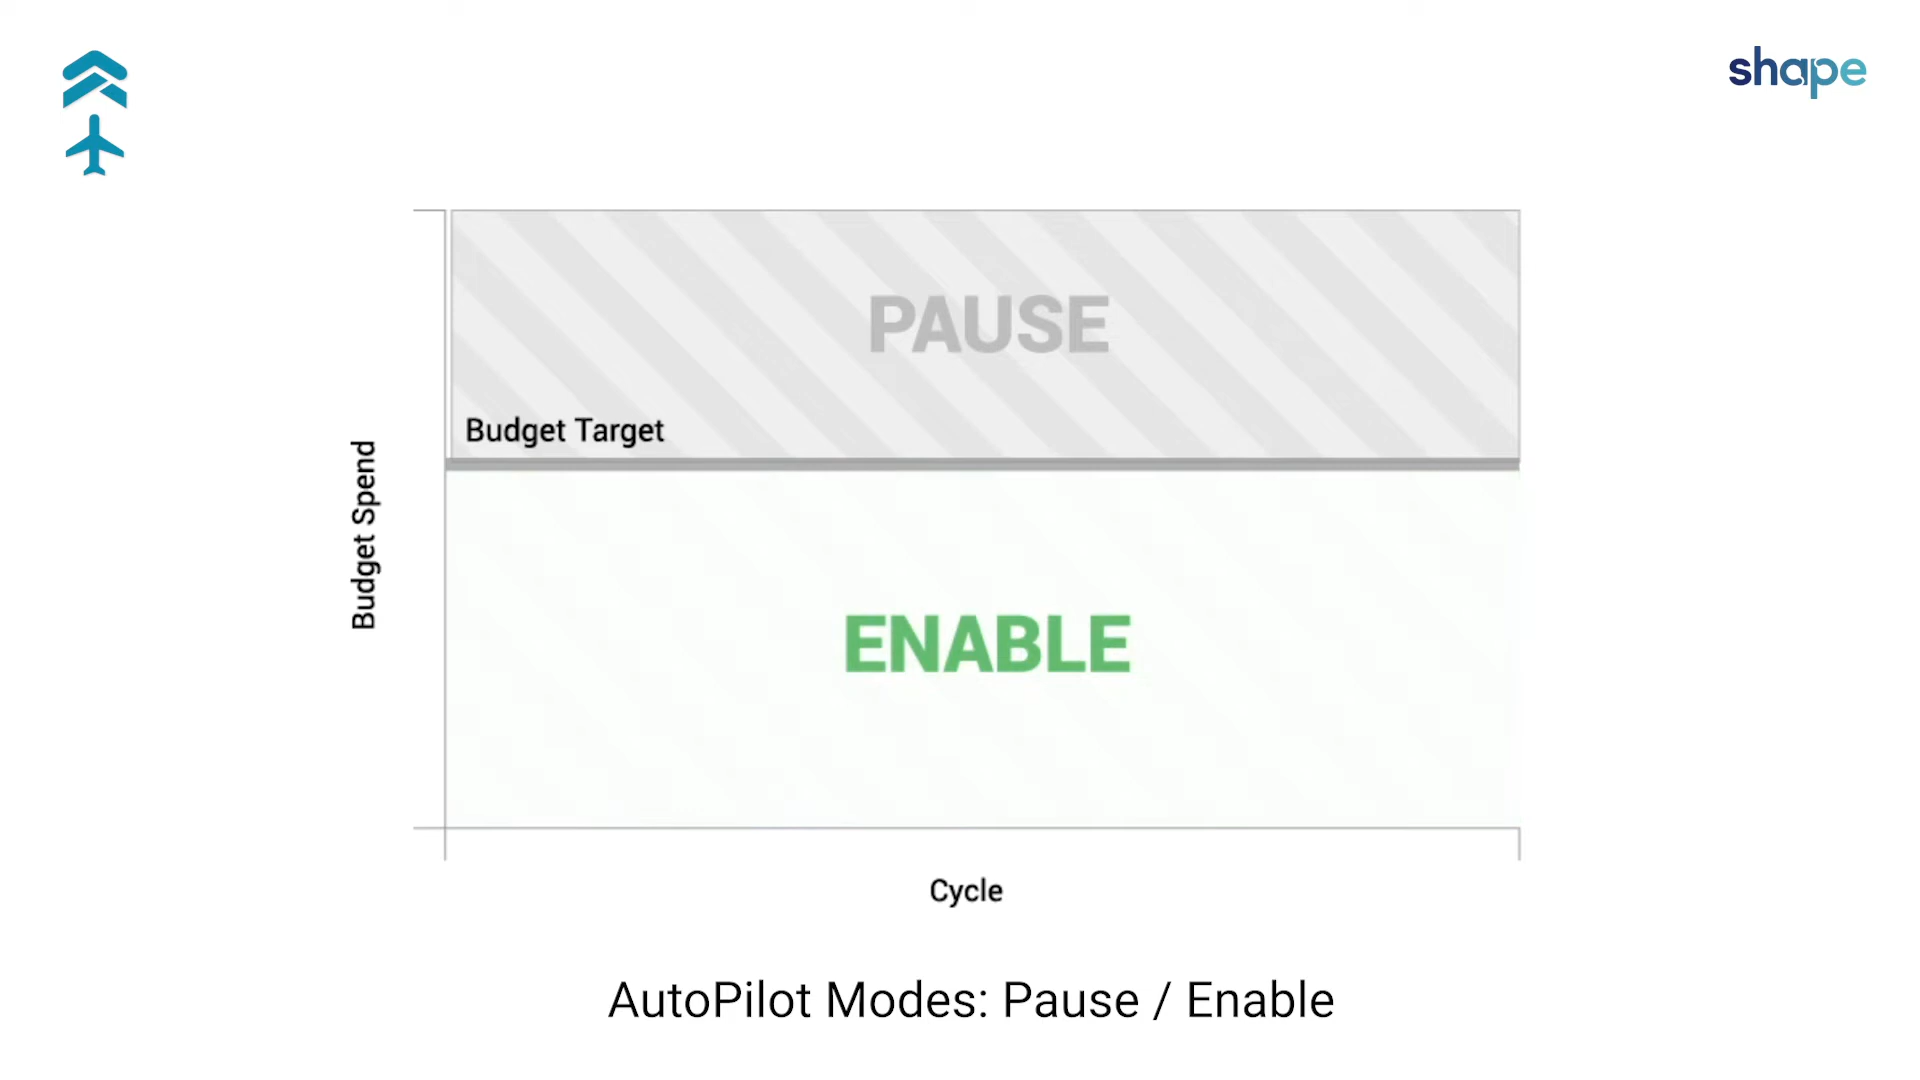 shape
PAUSE
Budget Target
Budget Spend
ENABLE
Cycle
AutoPilot Modes: Pause / Enable